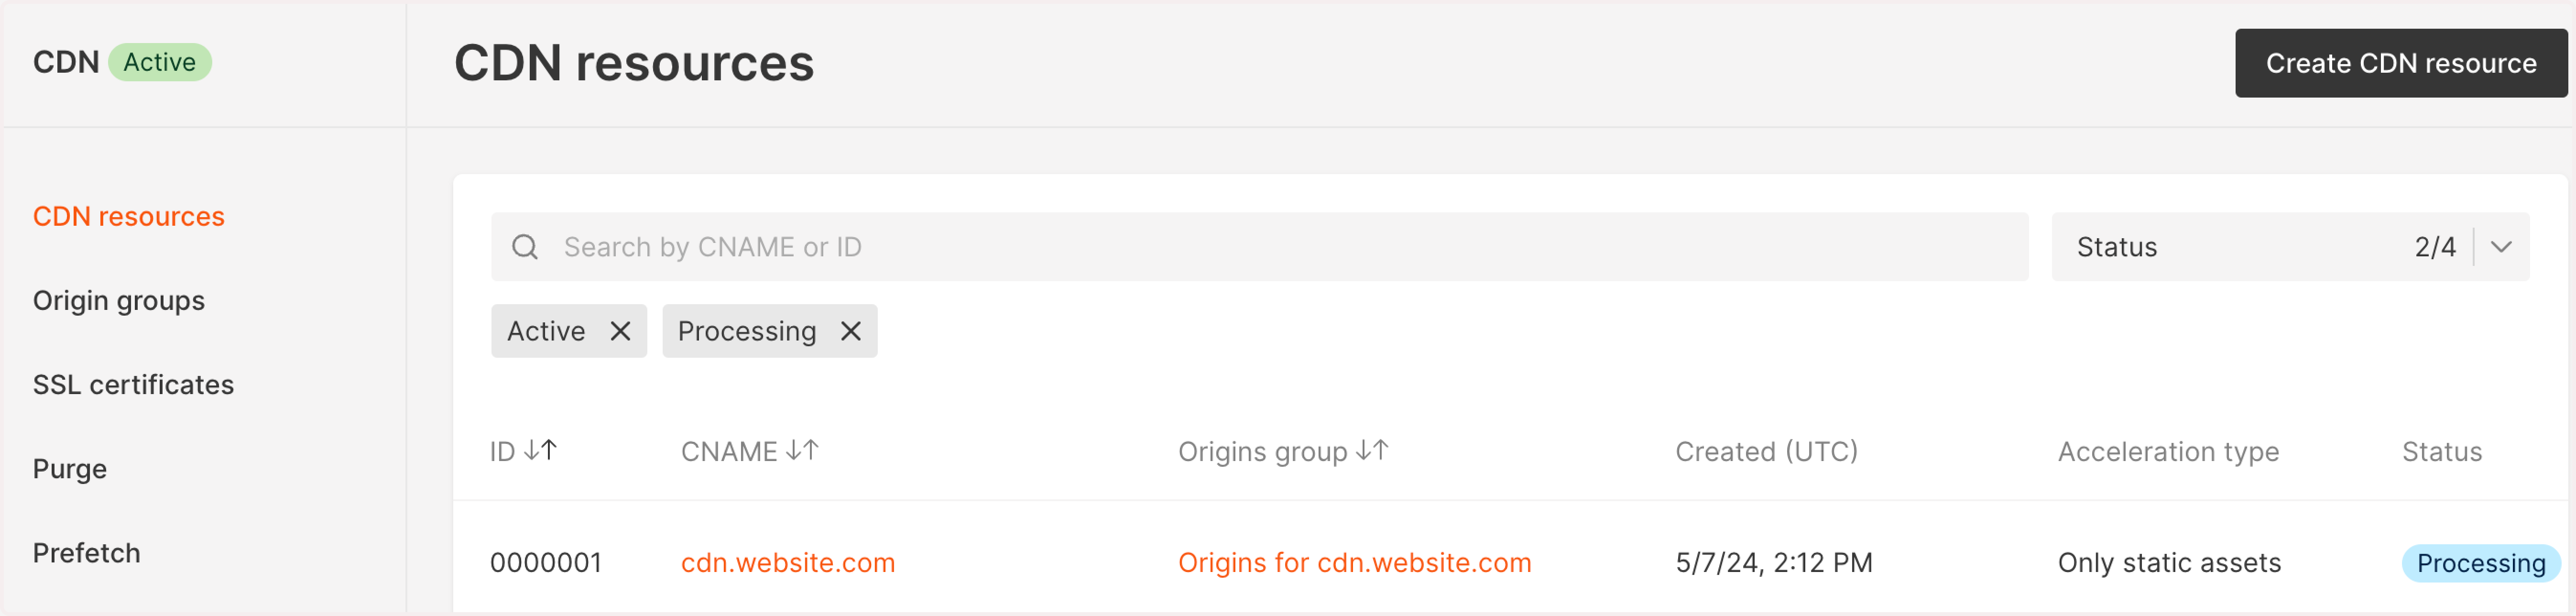 CDN Active
CDN resources
Create CDN resource
CDN resources
Origin groups
SSL certificates
Purge
Prefetch
Search by CNAME or ID
Status 2/4
Active Processing
ID CNAME Origins group Created (UTC) Acceleration type Status
0000001 cdn.website.com Origins for cdn.website.com 5/7/24, 2:12 PM Only static assets Processing